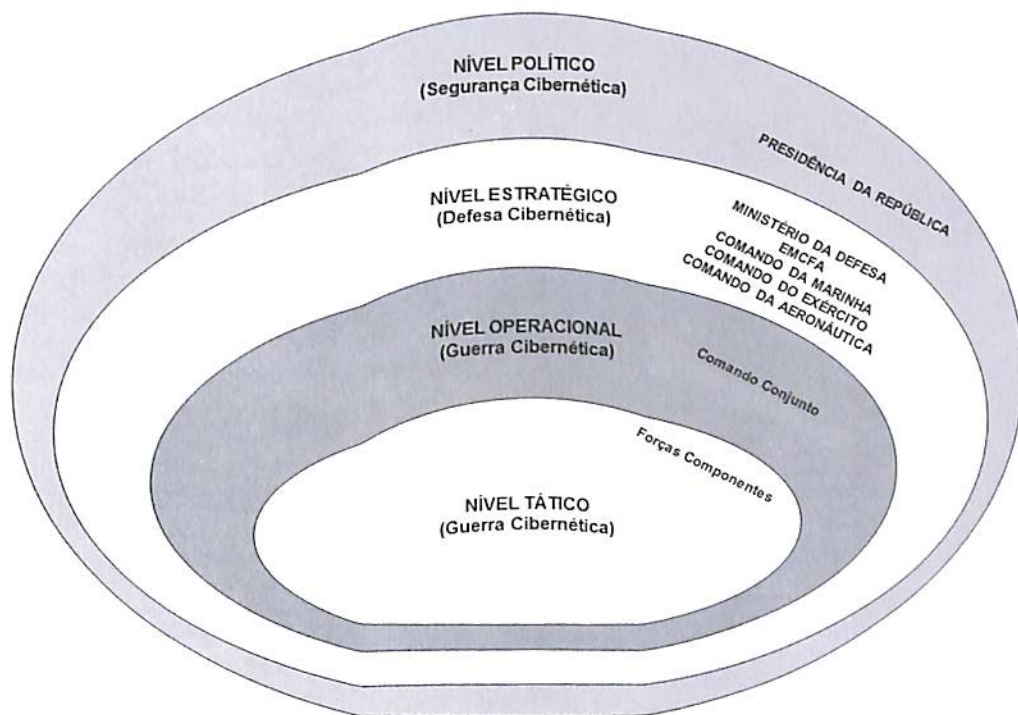 NÍVEL POLÍTICO
(Segurança Cibernética)
PRESIDÊNCIA DA REPÚBLICA
NÍVEL ESTRATÉGICO
(Defesa Cibernética)
MINISTÉRIO DA DEFESA
EMCFA
COMANDO DA MARINHA
COMANDO DO EXÉRCITO
COMANDO DA AERONÁUTICA
NÍVEL OPERACIONAL
(Guerra Cibernética)
Comando Conjunto
Forças Componentes
NÍVEL TÁTICO
(Guerra Cibernética)